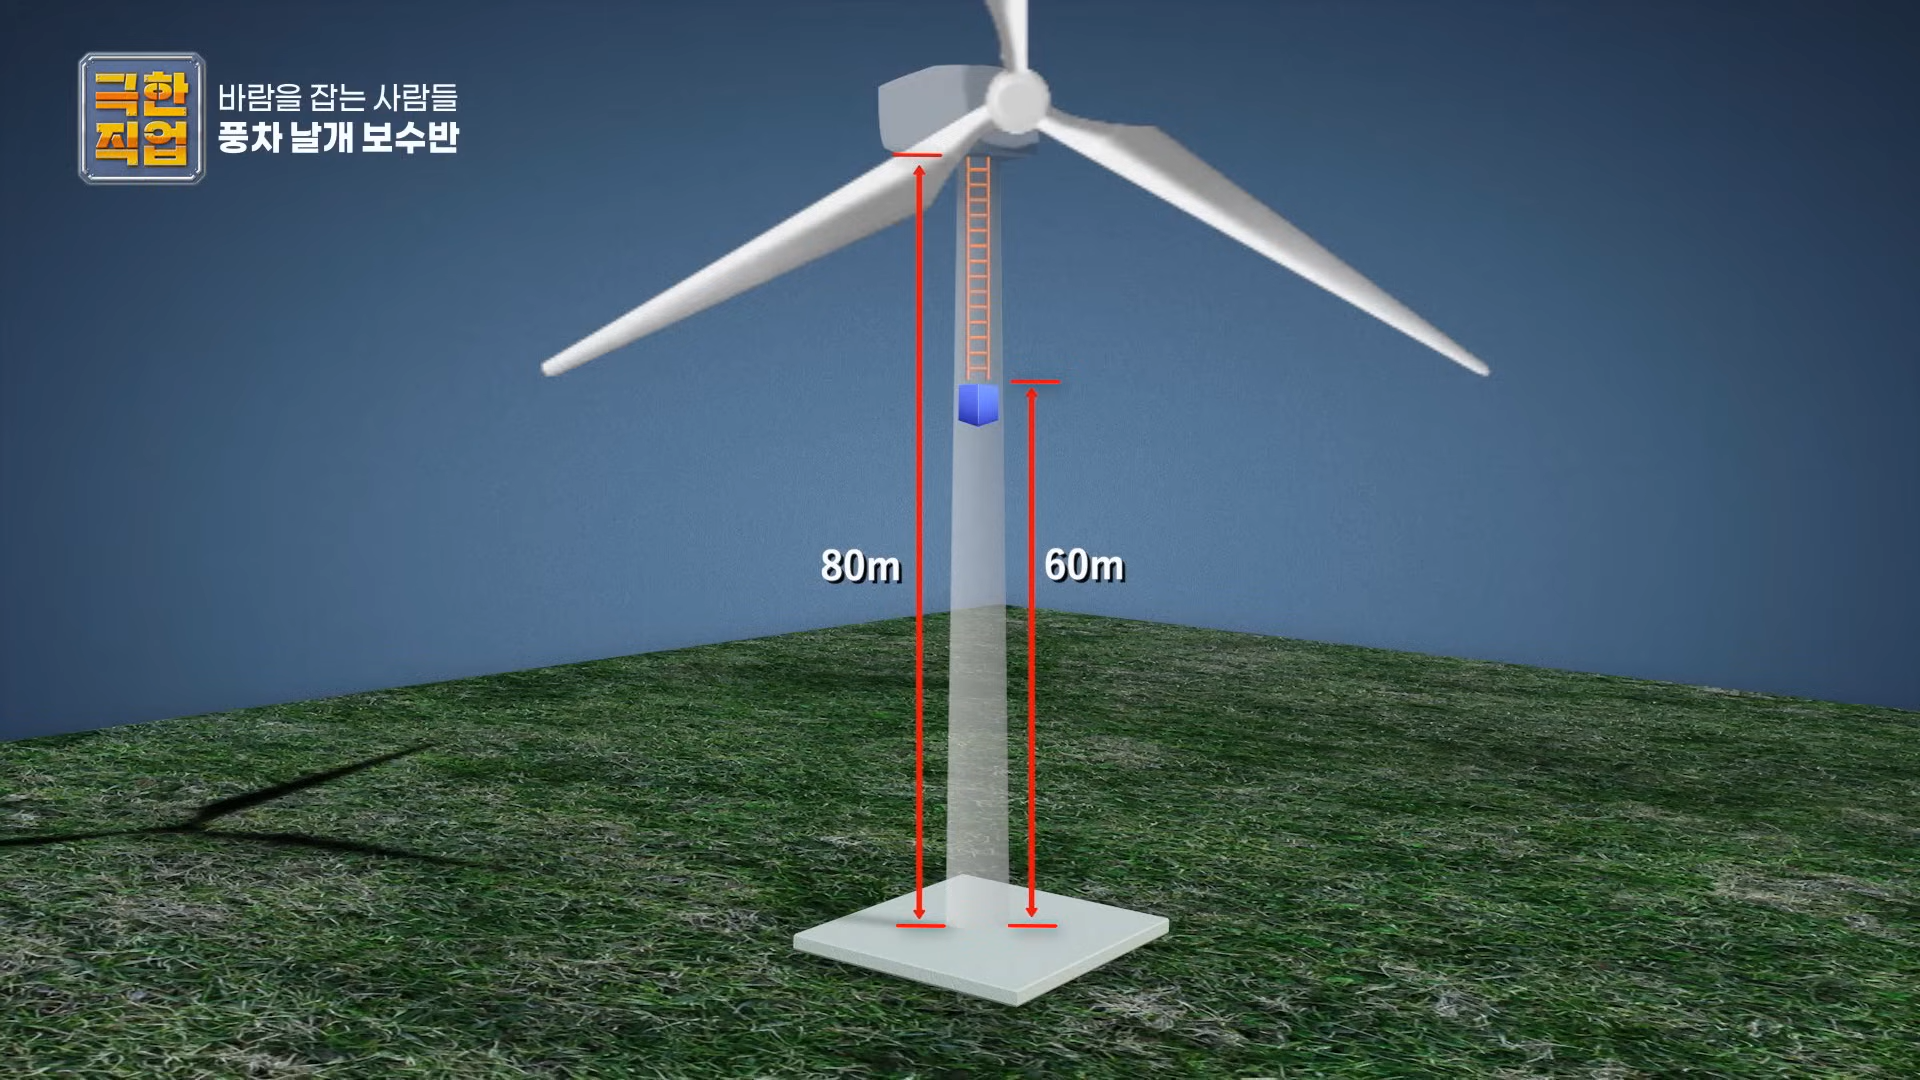 극한
직업
바람을 잡는 사람들
풍차 날개 보수반
80m
60m